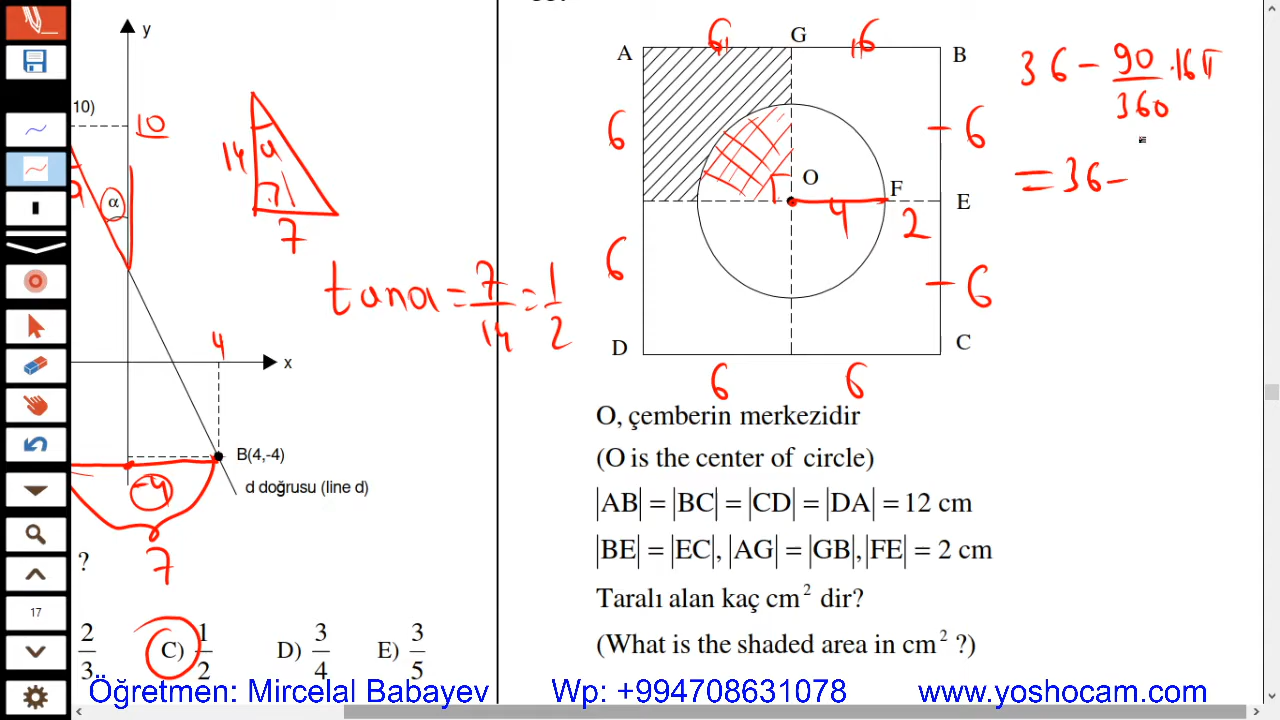 y
10)
10
α
14
α
7
tanα = 7/14 = 1/2
4
x
B(4,-4)
-4
d doğrusu (line d)
7
?
2/3
C) 1/2
D) 3/4
E) 3/5
17
6
G
6
A
B
6
6
O
F
E
4
2
6
6
D
C
6
6
36 - 90/360 · 16π
= 36 -
O, çemberin merkezidir
(O is the center of circle)
|AB| = |BC| = |CD| = |DA| = 12 cm
|BE| = |EC|, |AG| = |GB|, |FE| = 2 cm
Taralı alan kaç cm² dir?
(What is the shaded area in cm² ?)
Öğretmen: Mircelal Babayev Wp: +994708631078 www.yoshocam.com